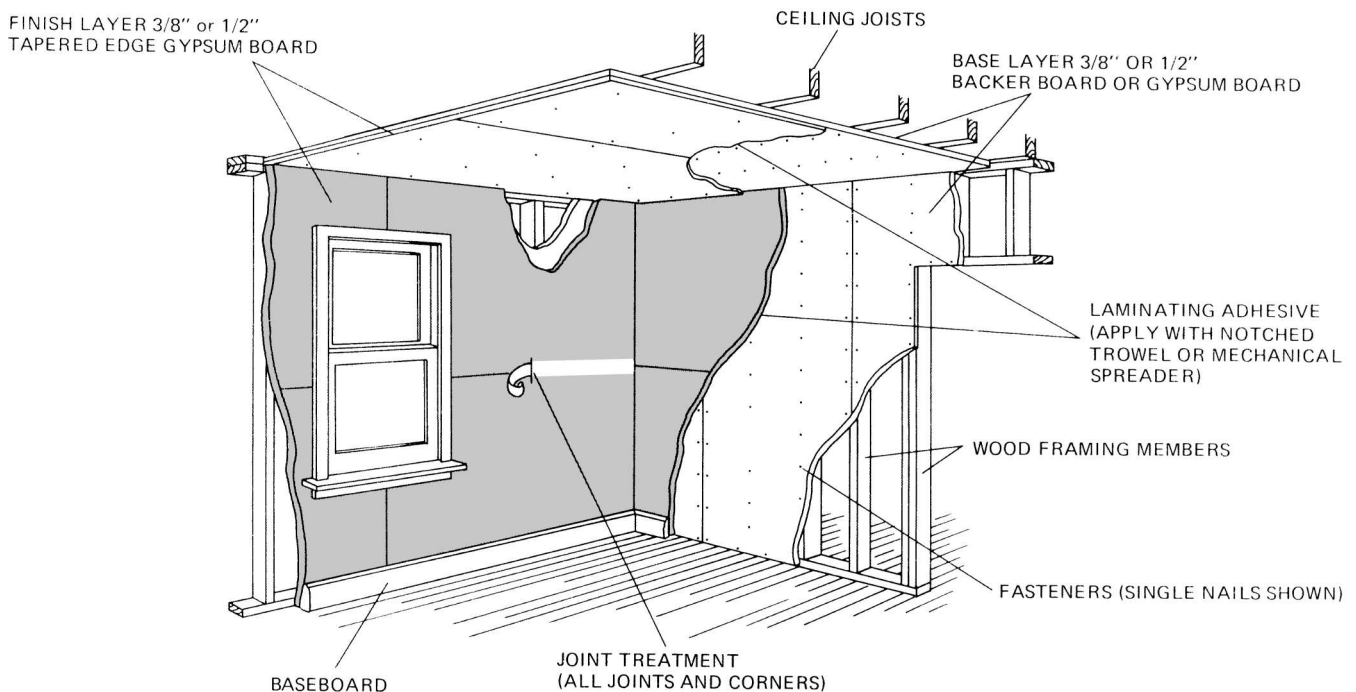 FINISH LAYER 3/8" or 1/2"
TAPERED EDGE GYPSUM BOARD
CEILING JOISTS
BASE LAYER 3/8" OR 1/2"
BACKER BOARD OR GYPSUM BOARD
LAMINATING ADHESIVE
(APPLY WITH NOTCHED
TROWEL OR MECHANICAL
SPREADER)
WOOD FRAMING MEMBERS
FASTENERS (SINGLE NAILS SHOWN)
JOINT TREATMENT
(ALL JOINTS AND CORNERS)
BASEBOARD